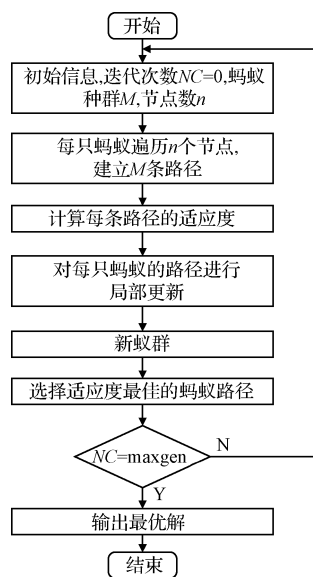 开始
初始信息,迭代次数NC=0,蚂蚁
种群M,节点数n
每只蚂蚁遍历n个节点,
建立M条路径
计算每条路径的适应度
对每只蚂蚁的路径进行
局部更新
新蚁群
选择适应度最佳的蚂蚁路径
NC=maxgen
N
Y
输出最优解
结束